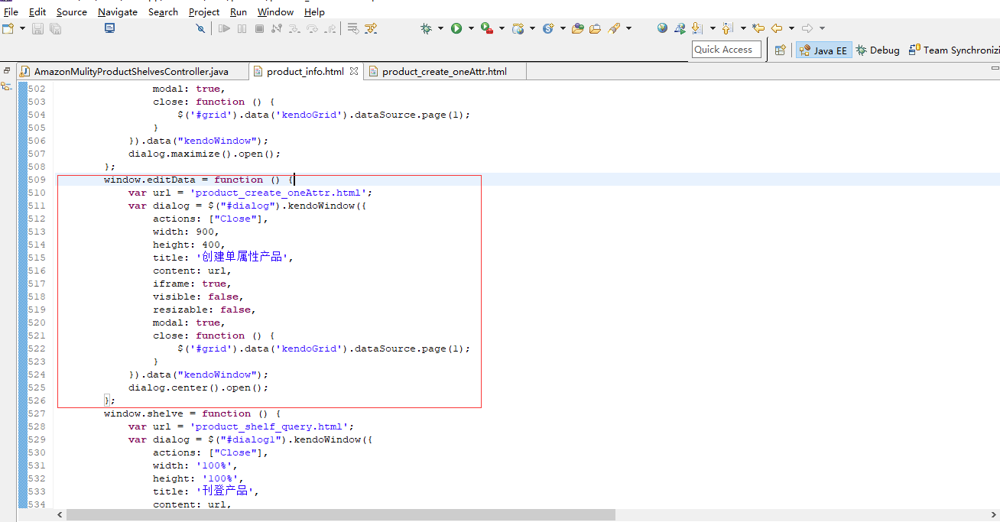 File Edit Source Navigate Search Project Run Window Help
Quick Access Java EE Debug Team Synchronizi
AmazonMulityProductShelvesController.java product_info.html product_create_oneAttr.html
502 modal: true,
503 close: function () {
504 $('#grid').data('kendoGrid').dataSource.page(1);
505 }
506 }).data("kendoWindow");
507 dialog.maximize().open();
508 };
509 window.editData = function () {
510 var url = 'product_create_oneAttr.html';
511 var dialog = $("#dialog").kendoWindow({
512 actions: ["Close"],
513 width: 900,
514 height: 400,
515 title: '创建单属性产品',
516 content: url,
517 iframe: true,
518 visible: false,
519 resizable: false,
520 modal: true,
521 close: function () {
522 $('#grid').data('kendoGrid').dataSource.page(1);
523 }
524 }).data("kendoWindow");
525 dialog.center().open();
526 };
527 window.shelve = function () {
528 var url = 'product_shelf_query.html';
529 var dialog = $("#dialog1").kendoWindow({
530 actions: ["Close"],
531 width: '100%',
532 height: '100%',
533 title: '刊登产品',
534 content: url,